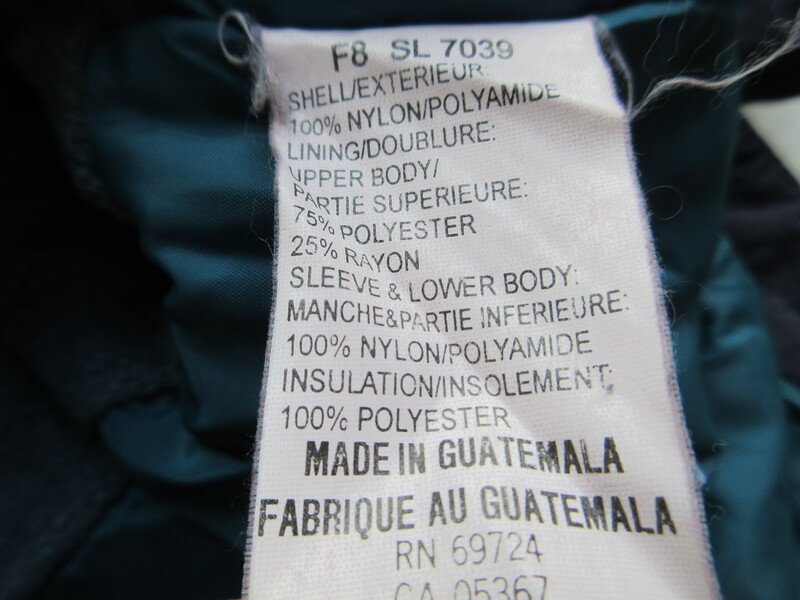 F8 SL 7039
SHELL/EXTERIEUR:
100% NYLON/POLYAMIDE
LINING/DOUBLURE:
UPPER BODY/
PARTIE SUPERIEURE:
75% POLYESTER
25% RAYON
SLEEVE & LOWER BODY:
MANCHE&PARTIE INFERIEURE:
100% NYLON/POLYAMIDE
INSULATION/INSOLEMENT:
100% POLYESTER
MADE IN GUATEMALA
FABRIQUE AU GUATEMALA
RN 69724
CA 05367